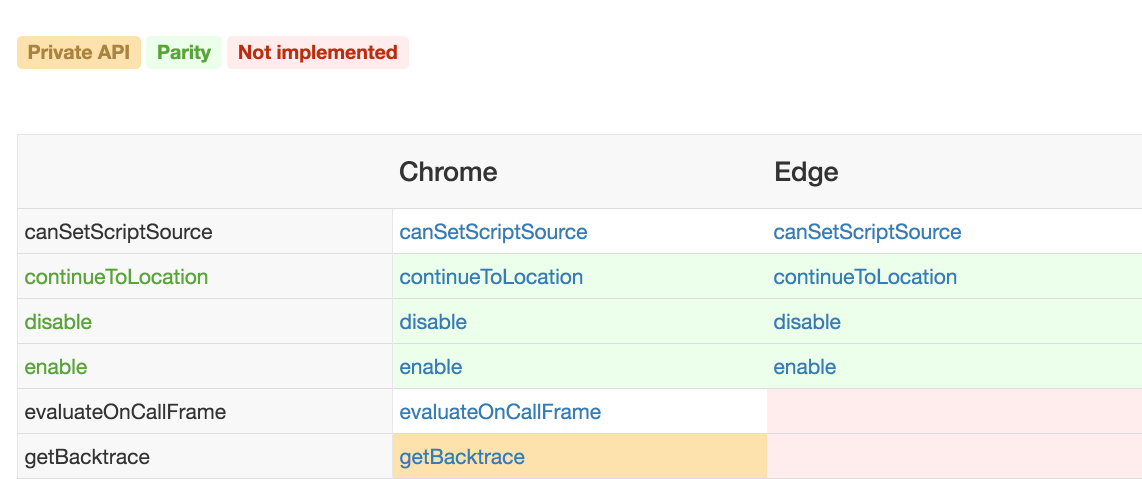 Private API Parity Not implemented
Chrome Edge
canSetScriptSource canSetScriptSource canSetScriptSource
continueToLocation continueToLocation continueToLocation
disable disable disable
enable enable enable
evaluateOnCallFrame evaluateOnCallFrame
getBacktrace getBacktrace